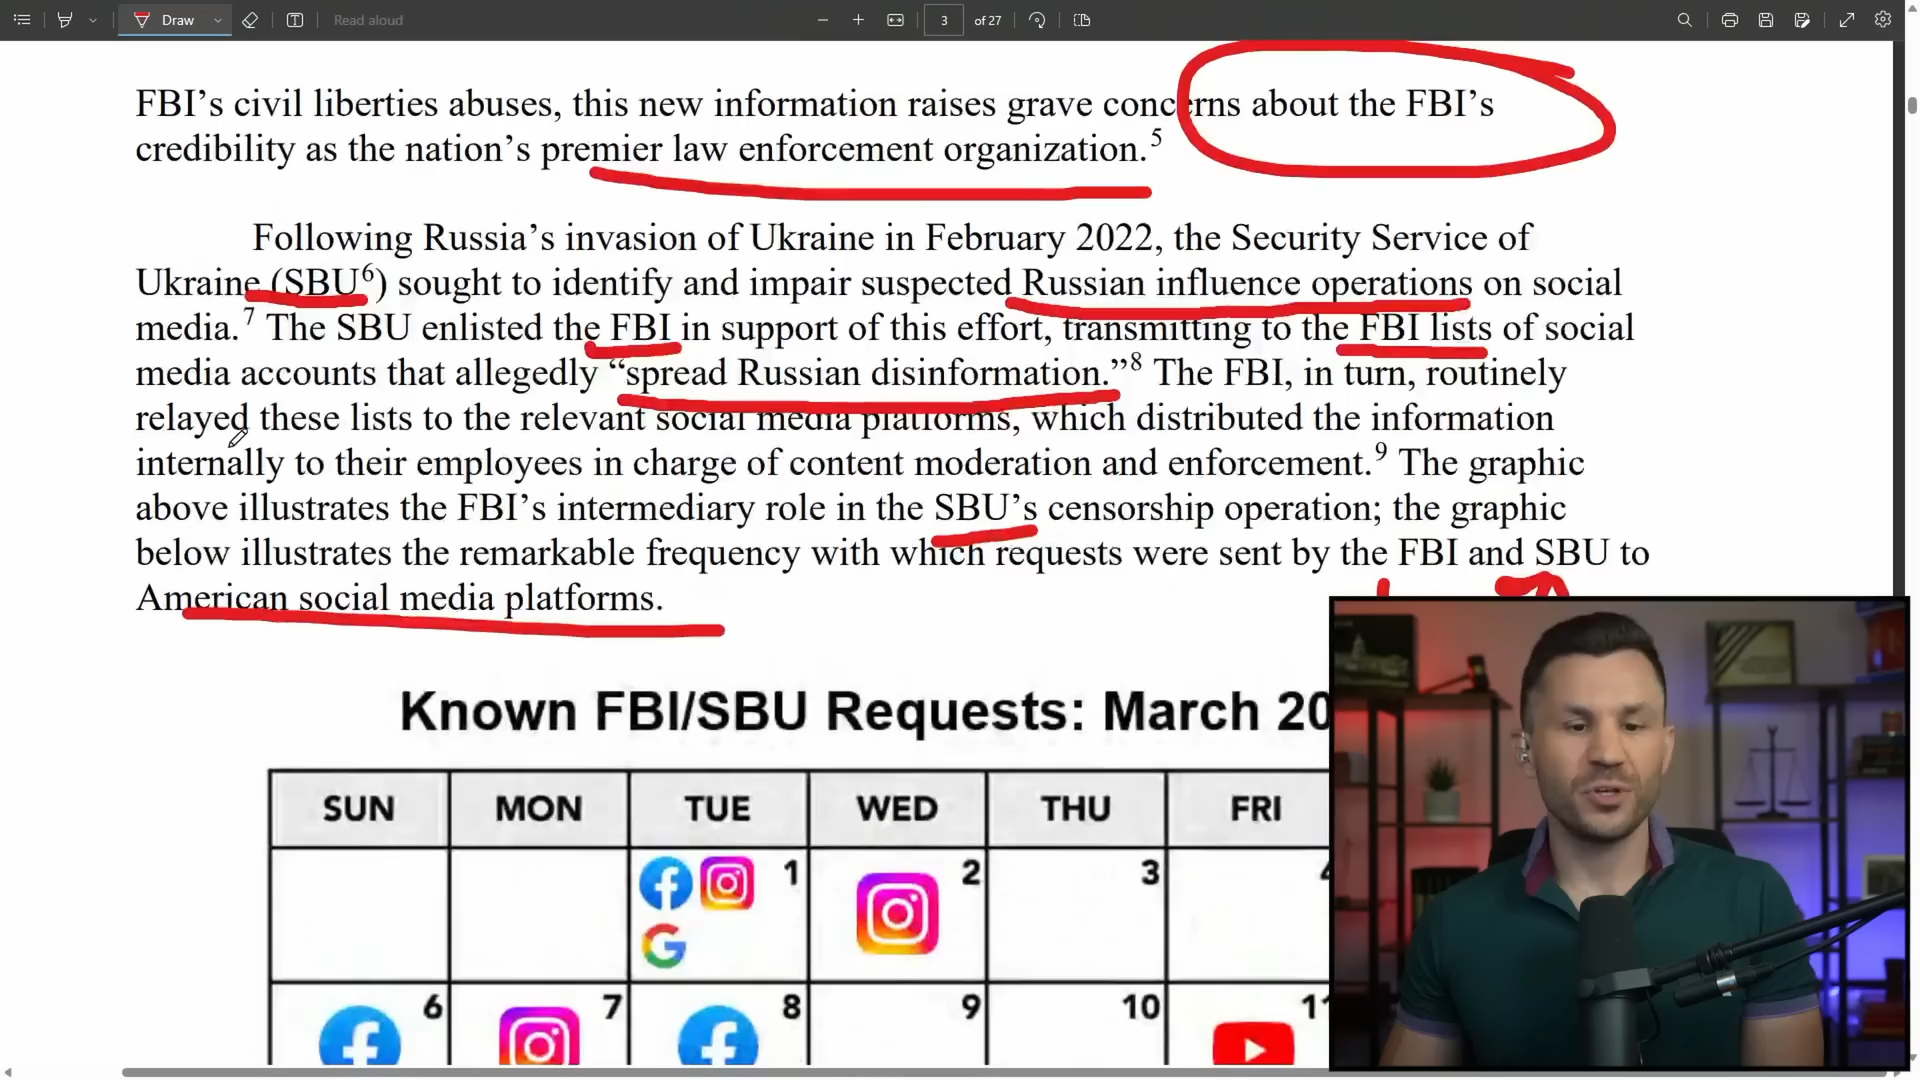 Draw
Read aloud
3
of 27
FBI’s civil liberties abuses, this new information raises grave concerns about the FBI’s
credibility as the nation’s premier law enforcement organization.5
Following Russia’s invasion of Ukraine in February 2022, the Security Service of
Ukraine (SBU6) sought to identify and impair suspected Russian influence operations on social
media.7 The SBU enlisted the FBI in support of this effort, transmitting to the FBI lists of social
media accounts that allegedly “spread Russian disinformation.”8 The FBI, in turn, routinely
relayed these lists to the relevant social media platforms, which distributed the information
internally to their employees in charge of content moderation and enforcement.9 The graphic
above illustrates the FBI’s intermediary role in the SBU’s censorship operation; the graphic
below illustrates the remarkable frequency with which requests were sent by the FBI and SBU to
American social media platforms.
Known FBI/SBU Requests: March 20
SUN MON TUE WED THU FRI
1 2 3 4
6 7 8 9 10 11